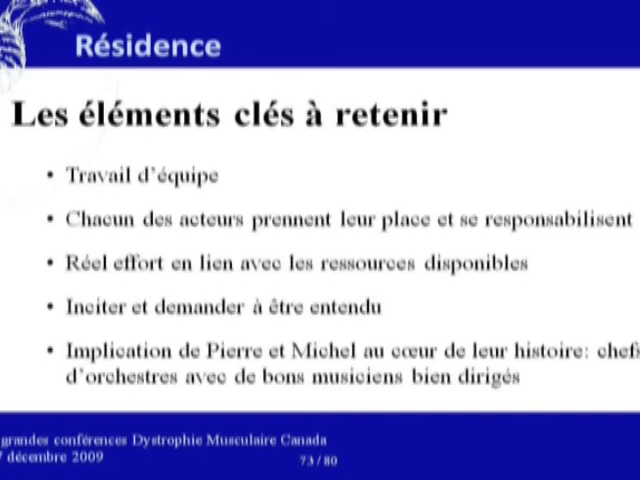 Résidence
Les éléments clés à retenir
• Travail d'équipe
• Chacun des acteurs prennent leur place et se responsabilisent
• Réel effort en lien avec les ressources disponibles
• Inciter et demander à être entendu
• Implication de Pierre et Michel au cœur de leur histoire: chefs
d'orchestres avec de bons musiciens bien dirigés
grandes conférences Dystrophie Musculaire Canada
décembre 2009
73 / 80